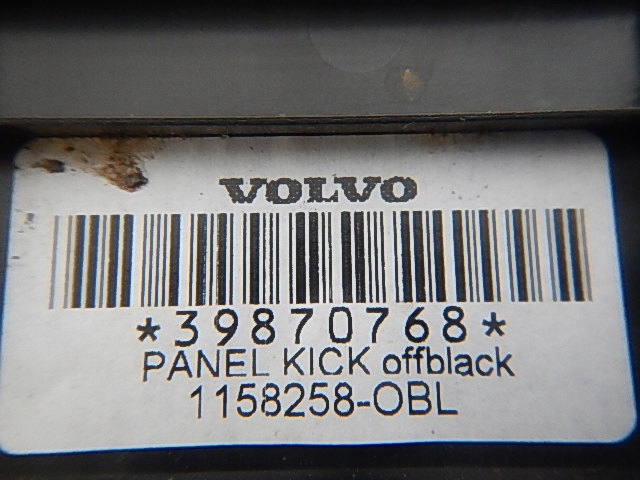 VOLVO
*39870768*
PANEL KICK offblack
1158258-OBL